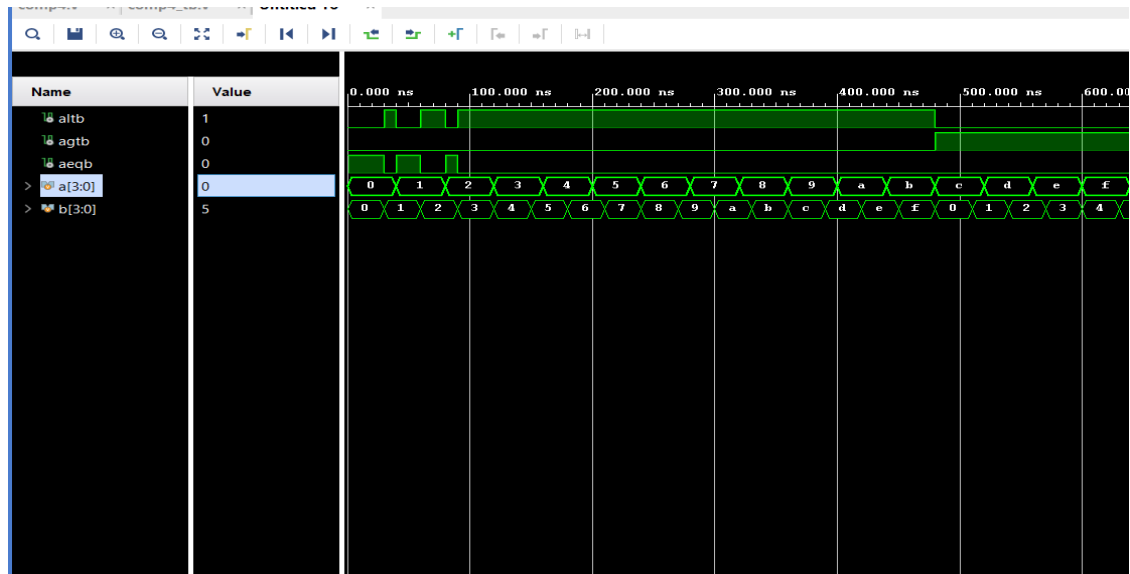 Name Value
0.000 ns 100.000 ns 200.000 ns 300.000 ns 400.000 ns 500.000 ns 600.00
altb 1
agtb 0
aeqb 0
a[3:0] 0 0 1 2 3 4 5 6 7 8 9 a b c d e f
b[3:0] 5 0 1 2 3 4 5 6 7 8 9 a b c d e f 0 1 2 3 4